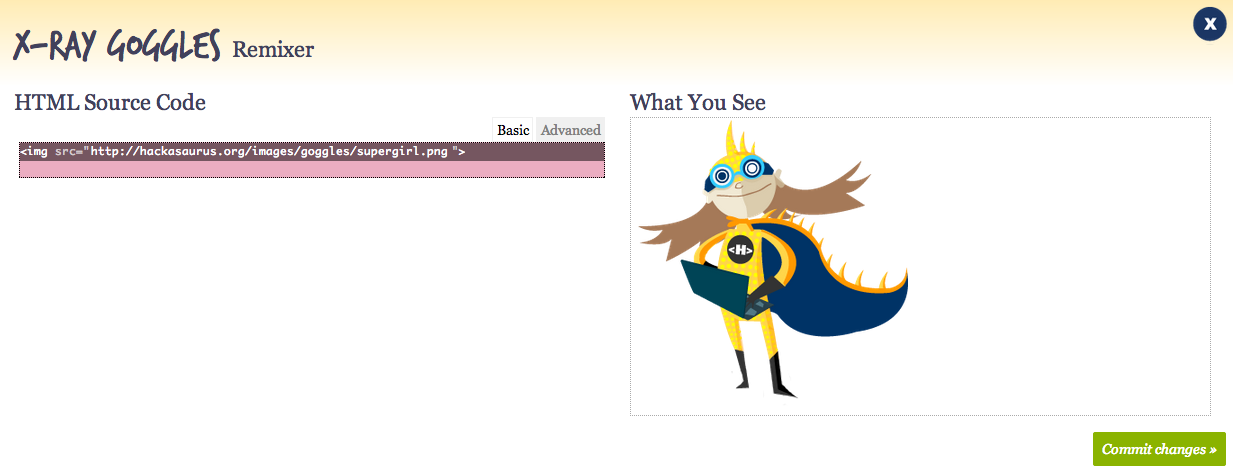 X-RAY GOGGLES Remixer
X
HTML Source Code
Basic Advanced
<img src="http://hackasaurus.org/images/goggles/supergirl.png ">
What You See
<H>
Commit changes »